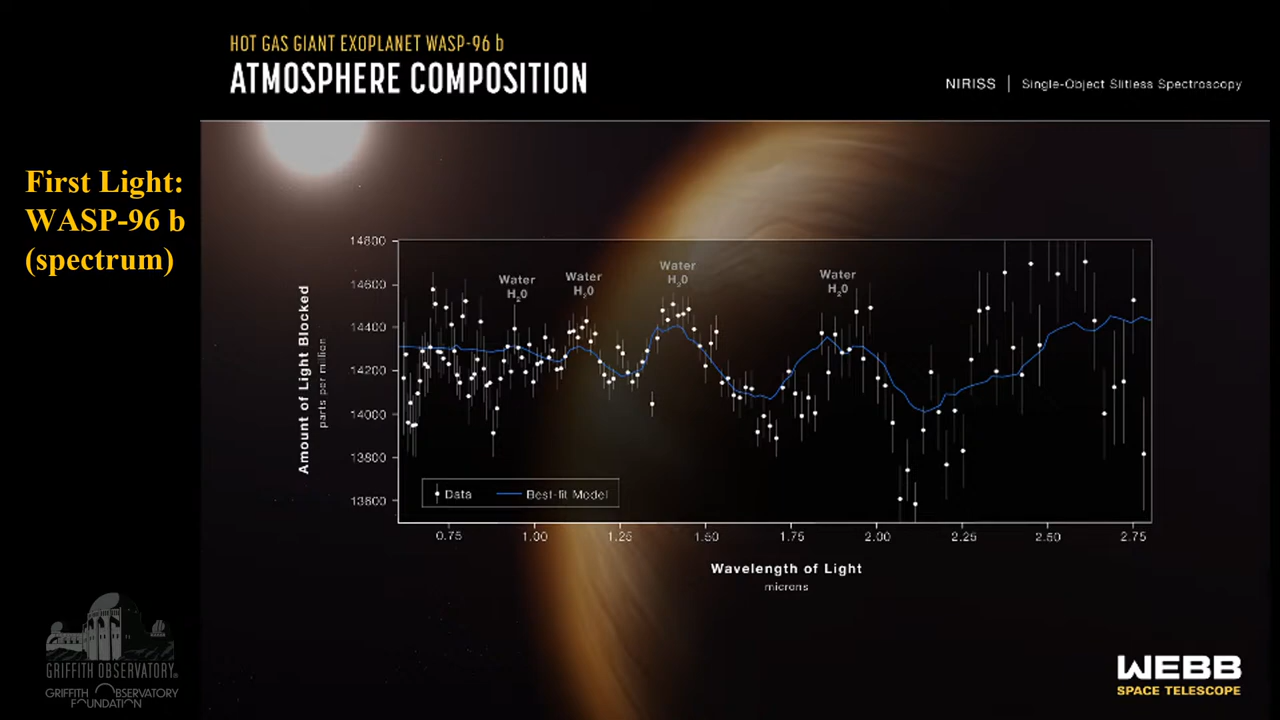 HOT GAS GIANT EXOPLANET WASP-96 b
ATMOSPHERE COMPOSITION
NIRISS | Single-Object Slitless Spectroscopy
First Light:
WASP-96 b
(spectrum)
Amount of Light Blocked
parts per million
14800
14600
14400
14200
14000
13800
13600
Water
H2O
Water
H2O
Water
H2O
Water
H2O
Data
Best-fit Model
0.75 1.00 1.25 1.50 1.75 2.00 2.25 2.50 2.75
Wavelength of Light
microns
GRIFFITH OBSERVATORY
GRIFFITH OBSERVATORY
FOUNDATION
WEBB
SPACE TELESCOPE